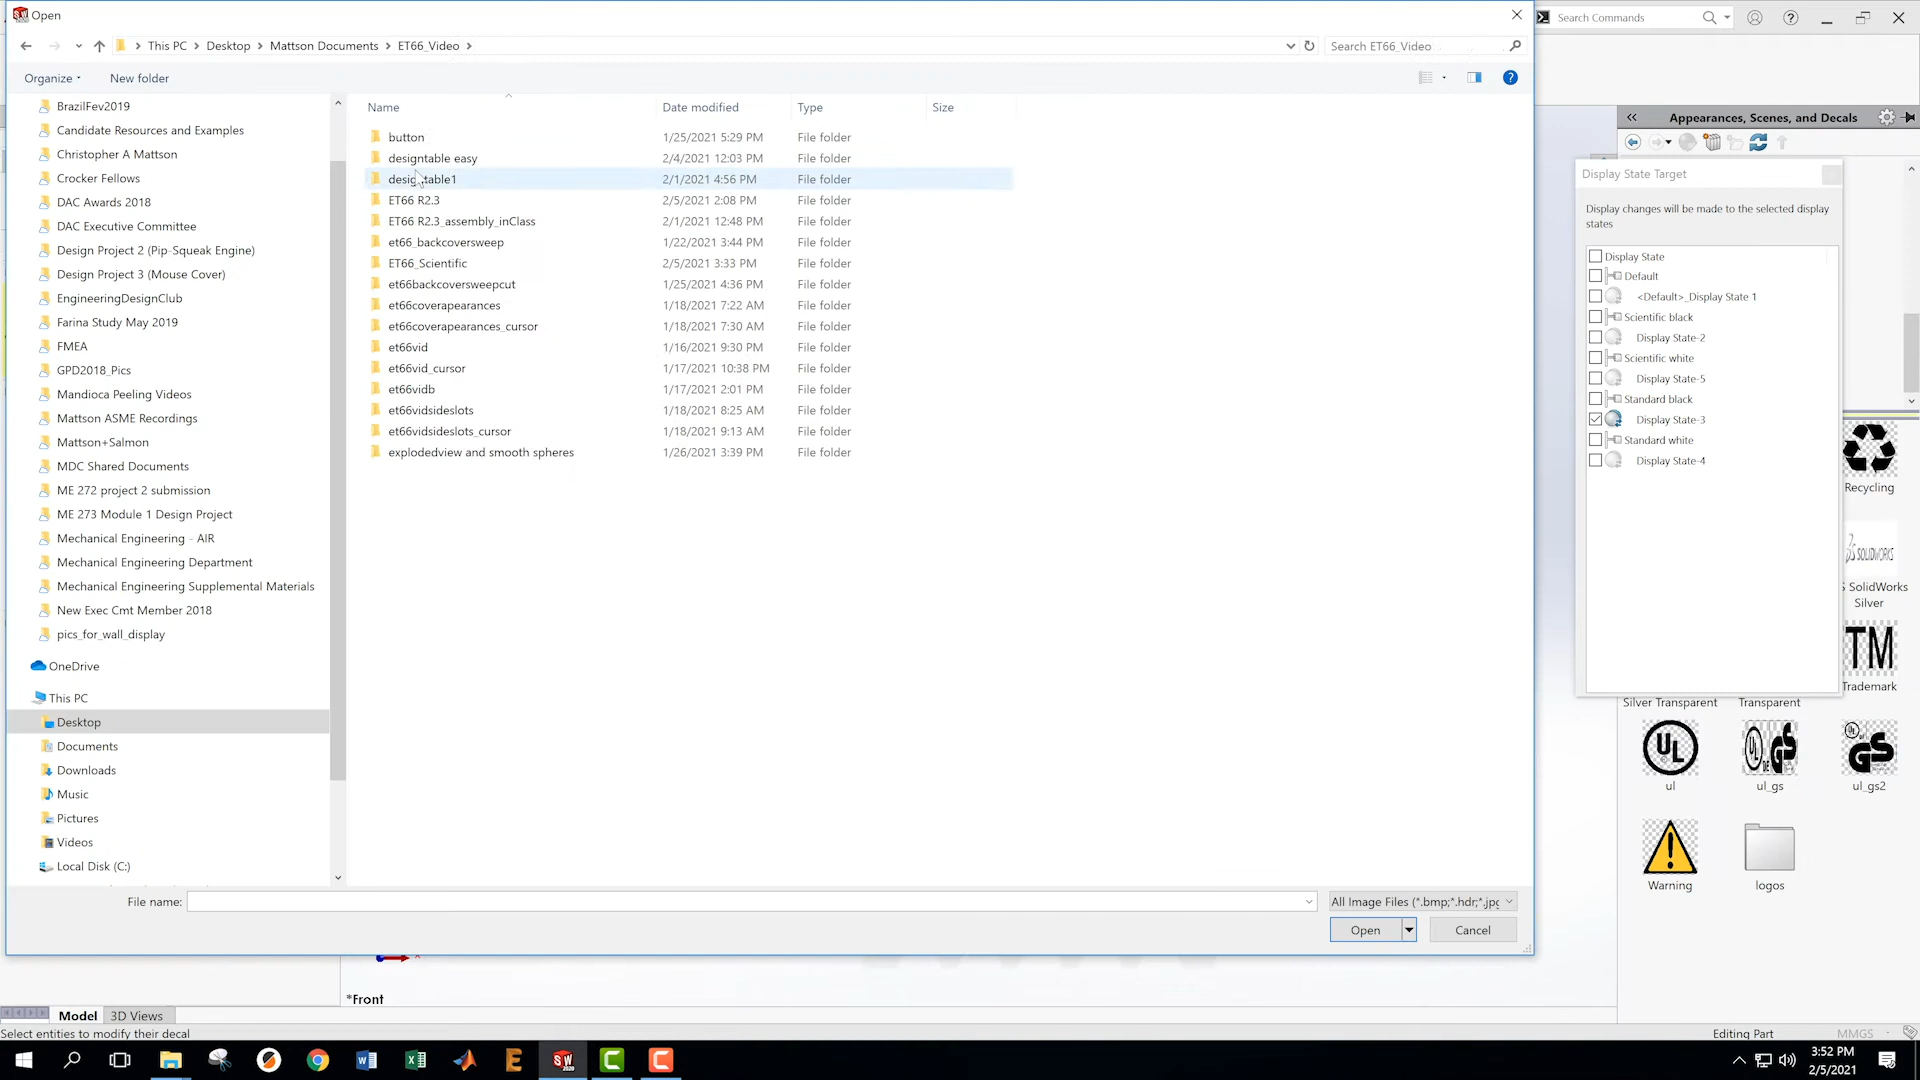 Open
Search Commands
This PC > Desktop > Mattson Documents > ET66_Video >
Search ET66_Video
Organize
New folder
BrazilFev2019
Candidate Resources and Examples
Christopher A Mattson
Crocker Fellows
DAC Awards 2018
DAC Executive Committee
Design Project 2 (Pip-Squeak Engine)
Design Project 3 (Mouse Cover)
EngineeringDesignClub
Farina Study May 2019
FMEA
GPD2018_Pics
Mandioca Peeling Videos
Mattson ASME Recordings
Mattson+Salmon
MDC Shared Documents
ME 272 project 2 submission
ME 273 Module 1 Design Project
Mechanical Engineering - AIR
Mechanical Engineering Department
Mechanical Engineering Supplemental Materials
New Exec Cmt Member 2018
pics_for_wall_display
OneDrive
This PC
Desktop
Documents
Downloads
Music
Pictures
Videos
Local Disk (C:)
Name Date modified Type Size
button 1/25/2021 5:29 PM File folder
designtable easy 2/4/2021 12:03 PM File folder
designtable1 2/1/2021 4:56 PM File folder
ET66 R2.3 2/5/2021 2:08 PM File folder
ET66 R2.3_assembly_inClass 2/1/2021 12:48 PM File folder
et66_backcoversweep 1/22/2021 3:44 PM File folder
ET66_Scientific 2/5/2021 3:33 PM File folder
et66backcoversweepcut 1/25/2021 4:36 PM File folder
et66coverapearances 1/18/2021 7:22 AM File folder
et66coverapearances_cursor 1/18/2021 7:30 AM File folder
et66vid 1/16/2021 9:30 PM File folder
et66vid_cursor 1/17/2021 10:38 PM File folder
et66vidb 1/17/2021 2:01 PM File folder
et66vidsideslots 1/18/2021 8:25 AM File folder
et66vidsideslots_cursor 1/18/2021 9:13 AM File folder
explodedview and smooth spheres 1/26/2021 3:39 PM File folder
File name:
All Image Files (*.bmp;*.hdr;*.jpg
Open
Cancel
Appearances, Scenes, and Decals
Display State Target
Display changes will be made to the selected display
states
Display State
Default
<Default>_Display State 1
Scientific black
Display State-2
Scientific white
Display State-5
Standard black
Display State-3
Standard white
Display State-4
Recycling
SOLIDWORKS
S SolidWorks
Silver
TM
Trademark
Silver Transparent
Transparent
UL
ul
ul_gs
ul_gs2
Warning
logos
*Front
Model
3D Views
Select entities to modify their decal
Editing Part
MMGS
SW
2020
3:52 PM
2/5/2021